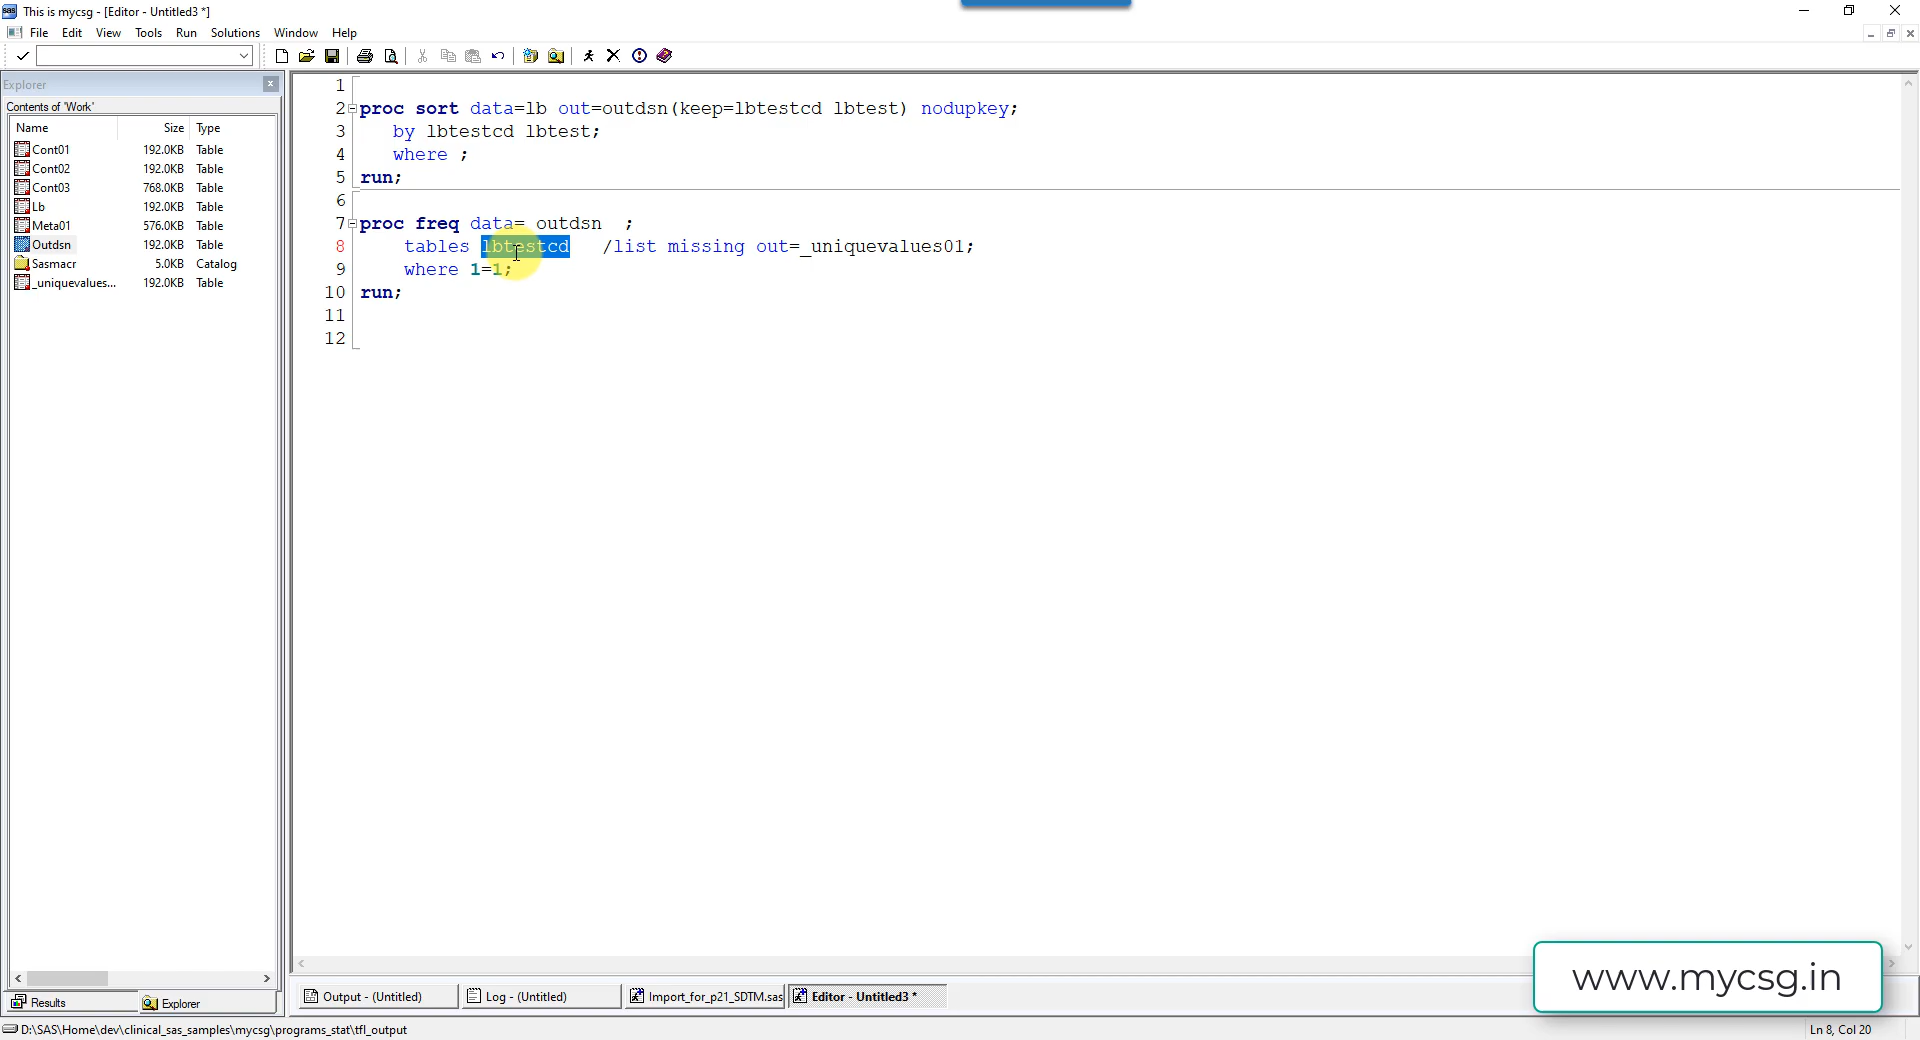 This is mycsg - [Editor - Untitled3 *]
File Edit View Tools Run Solutions Window Help
Explorer
Contents of 'Work'
Name Size Type
Cont01 192.0KB Table
Cont02 192.0KB Table
Cont03 768.0KB Table
Lb 192.0KB Table
Meta01 576.0KB Table
Outdsn 192.0KB Table
Sasmacr 5.0KB Catalog
_uniquevalues... 192.0KB Table
1
2 proc sort data=lb out=outdsn(keep=lbtestcd lbtest) nodupkey;
3 by lbtestcd lbtest;
4 where ;
5 run;
6
7 proc freq data= outdsn ;
8 tables lbtestcd /list missing out=_uniquevalues01;
9 where 1=1;
10 run;
11
12
Results Explorer
Output - (Untitled) Log - (Untitled) Import_for_p21_SDTM.sas Editor - Untitled3 *
www.mycsg.in
D:\SAS\Home\dev\clinical_sas_samples\mycsg\programs_stat\tfl_output
Ln 8, Col 20